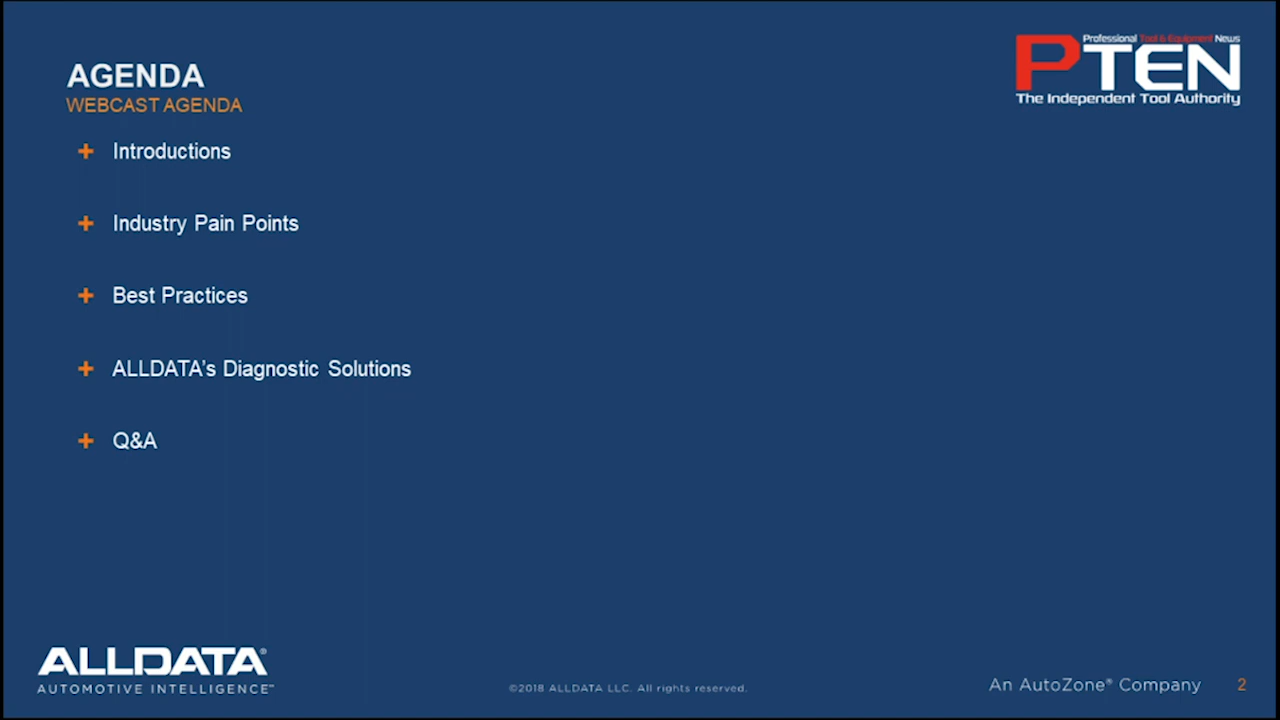 AGENDA
WEBCAST AGENDA
Professional Tool & Equipment News
PTEN
The Independent Tool Authority
+ Introductions
+ Industry Pain Points
+ Best Practices
+ ALLDATA's Diagnostic Solutions
+ Q&A
ALLDATA®
AUTOMOTIVE INTELLIGENCE™
©2018 ALLDATA LLC. All rights reserved.
An AutoZone® Company
2